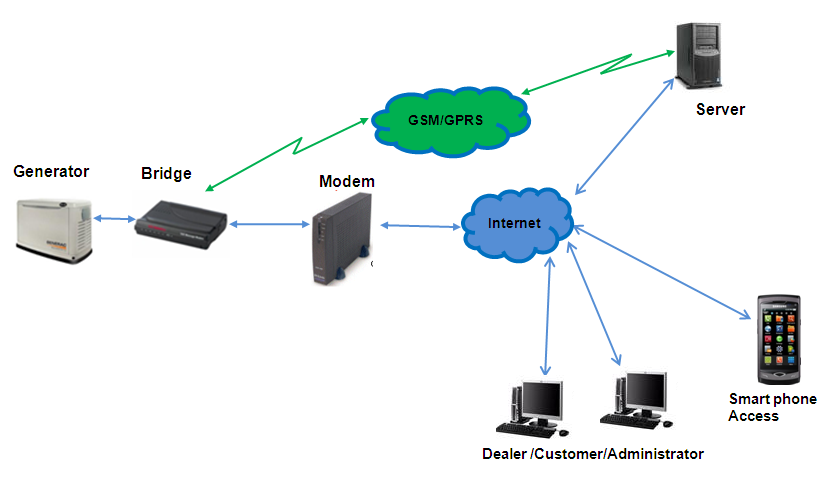 Server
GSM/GPRS
Generator
Bridge
Modem
Internet
Smart phone
Access
Dealer /Customer/Administrator